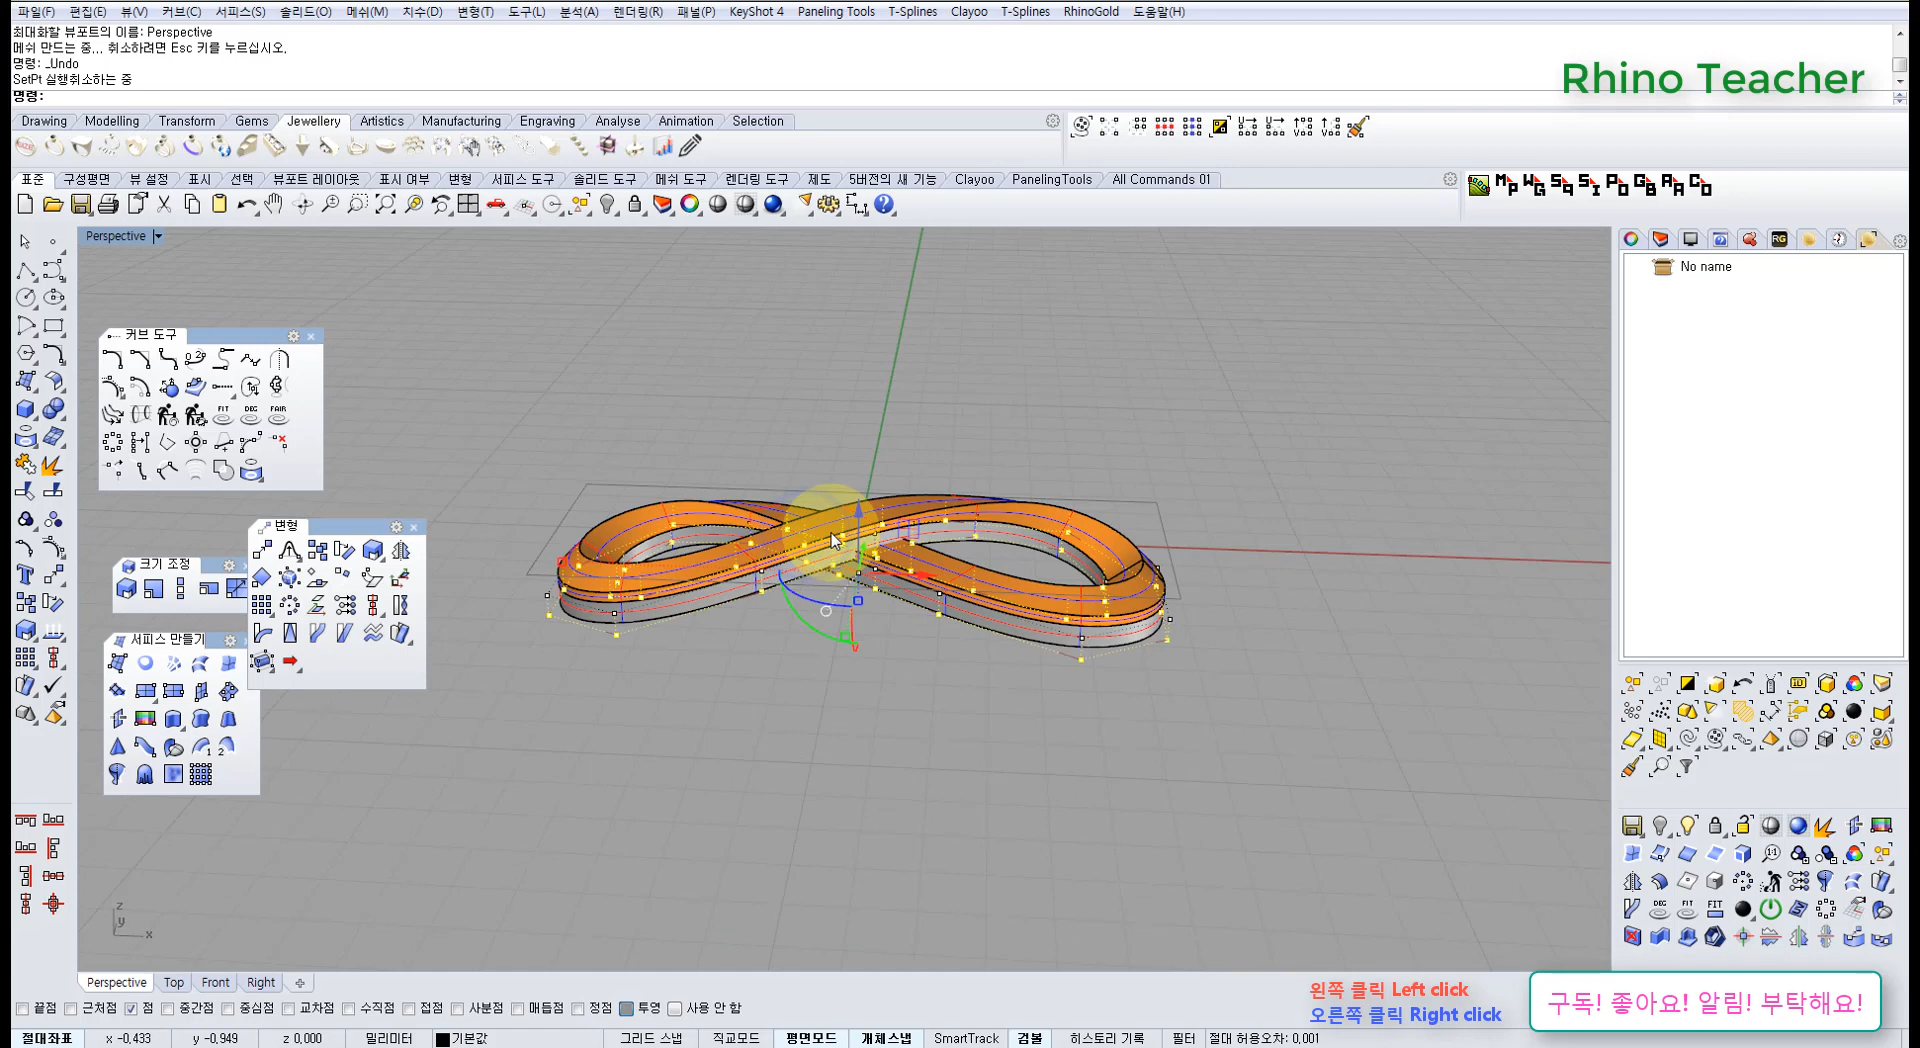 파일(F) 편집(E) 뷰(V) 커브(C) 서피스(S) 솔리드(O) 메쉬(M) 치수(D) 변형(T) 도구(L) 분석(A) 렌더링(R) 패널(P) KeyShot 4 Paneling Tools T-Splines Clayoo T-Splines RhinoGold 도움말(H)
최대화할 뷰포트의 이름: Perspective
메쉬 만드는 중... 취소하려면 Esc 키를 누르십시오.
명령: _Undo
SetPt 실행취소하는 중
명령:
Rhino Teacher
Drawing Modelling Transform Gems Jewellery Artistics Manufacturing Engraving Analyse Animation Selection
표준 구성평면 뷰 설정 표시 선택 뷰포트 레이아웃 표시 여부 변형 서피스 도구 솔리드 도구 메쉬 도구 렌더링 도구 제도 5버전의 새 기능 Clayoo PanelingTools All Commands 01
Perspective
No name
커브 도구
변형
크기 조정
서피스 만들기
z
y
x
Perspective Top Front Right
끝점 근처점 점 중간점 중심점 교차점 수직점 접점 사분점 매듭점 정점 투영 사용 안 함
왼쪽 클릭 Left click
오른쪽 클릭 Right click
구독! 좋아요! 알림! 부탁해요!
절대좌표 x -0,433 y -0,949 z 0,000 밀리미터 기본값 그리드 스냅 직교모드 평면모드 개체스냅 SmartTrack 검볼 히스토리 기록 필터 절대 허용오차: 0,001